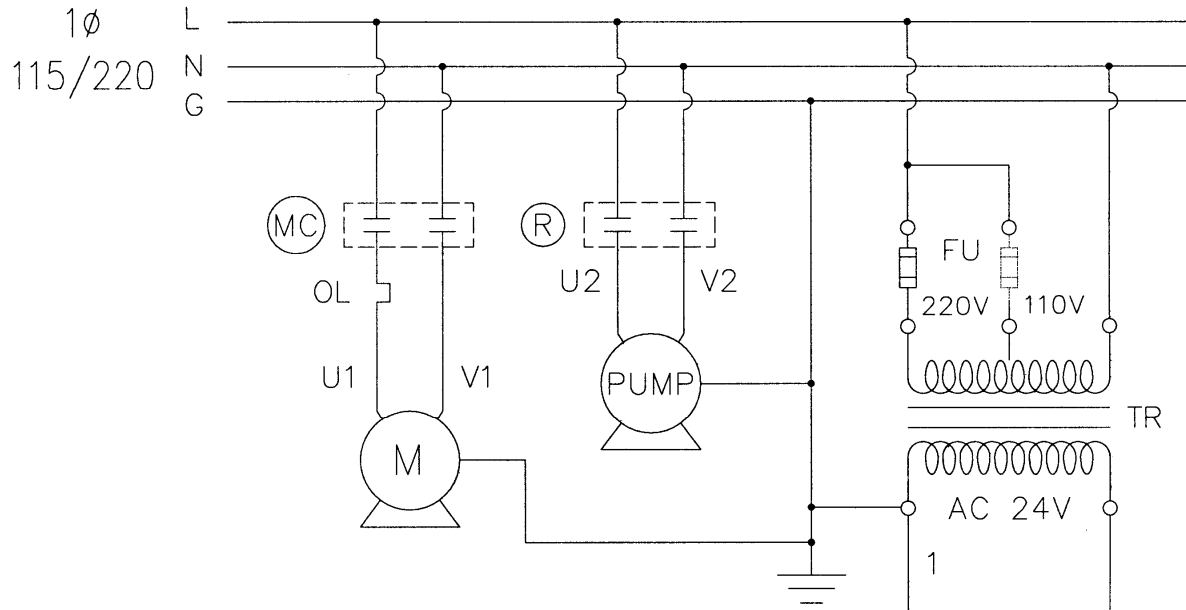 1ø
115/220
L
N
G
MC
R
OL
U2
V2
FU
220V
110V
U1
V1
PUMP
M
TR
AC 24V
1